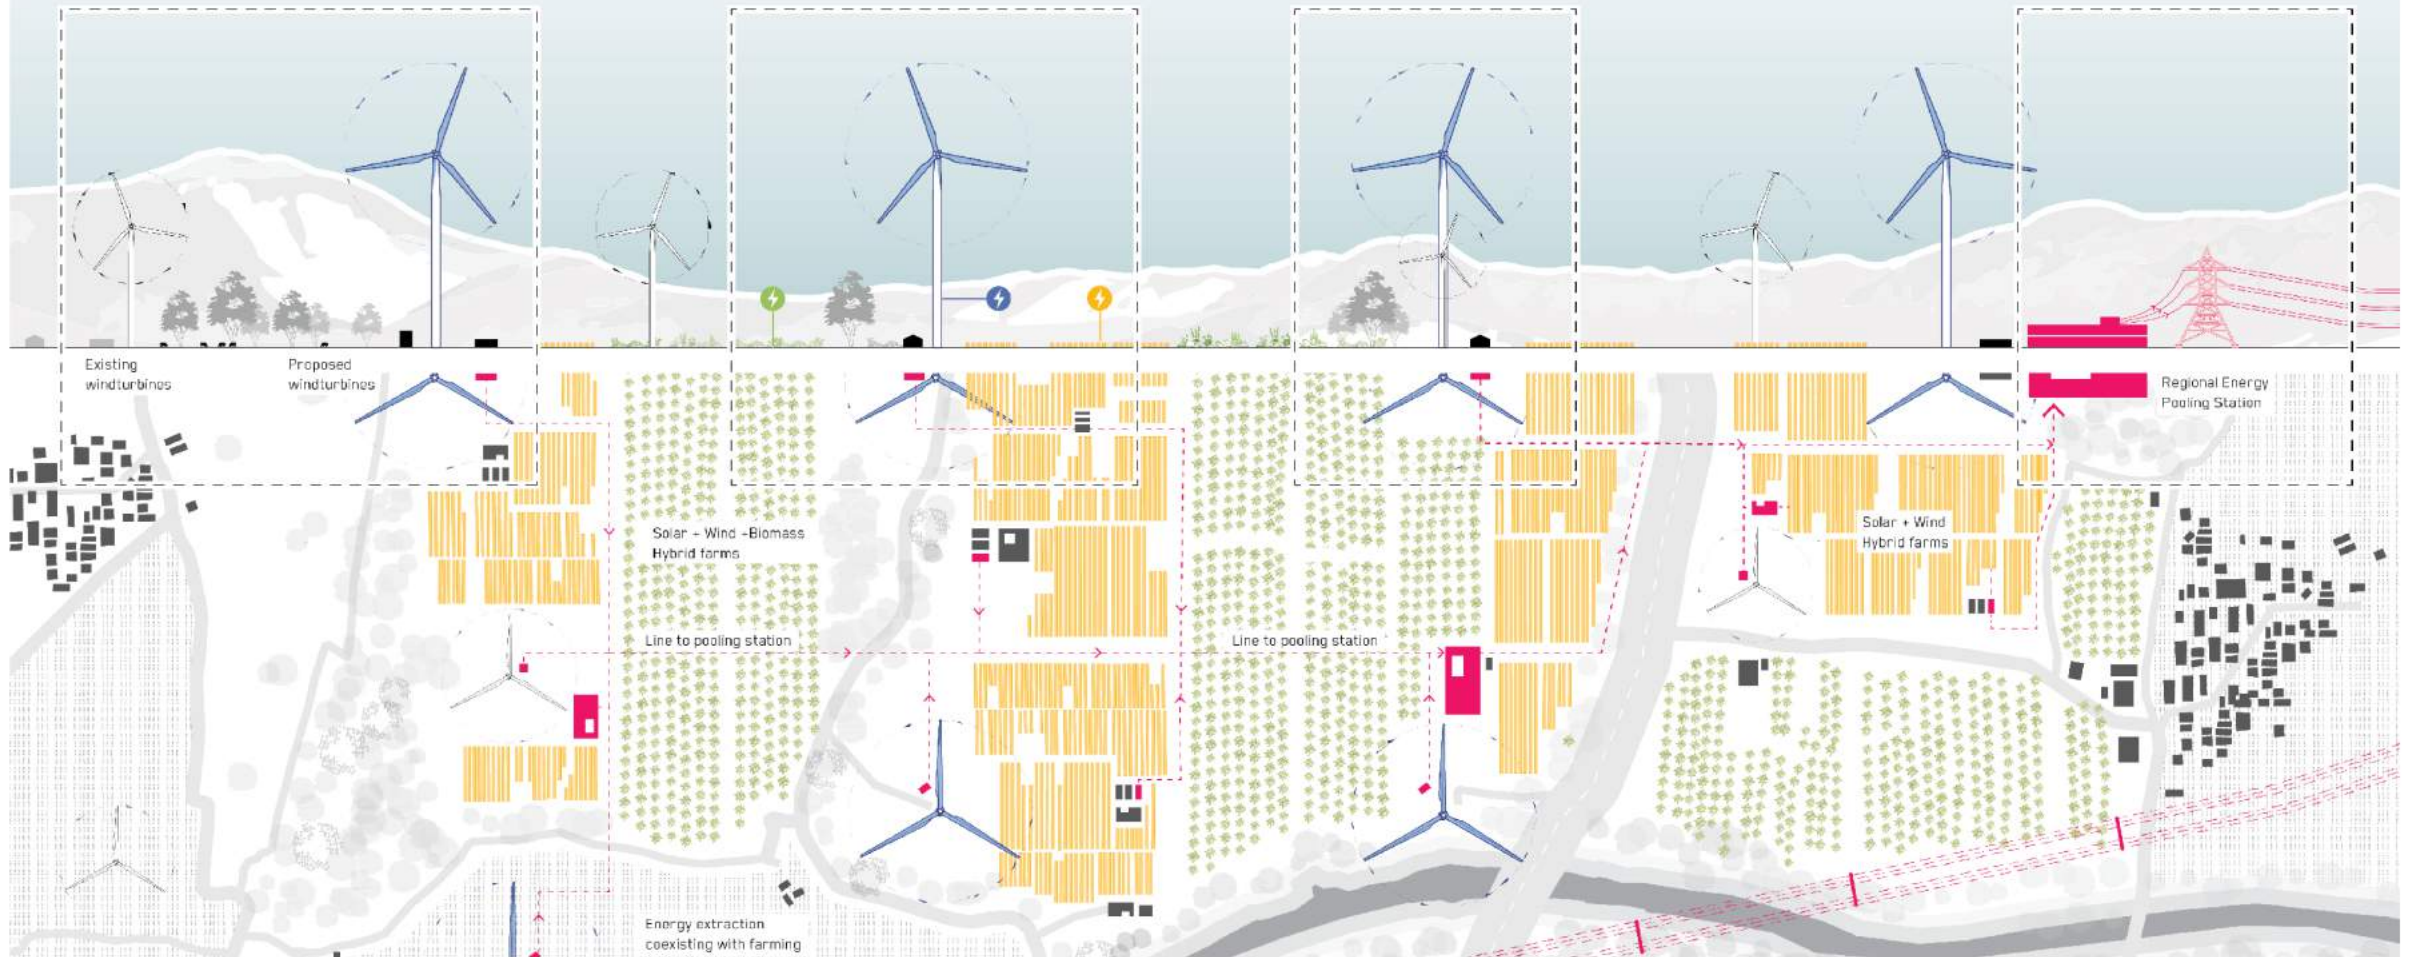 Existing
windturbines
Proposed
windturbines
Regional Energy
Pooling Station
Solar + Wind -Biomass
Hybrid farms
Solar + Wind
Hybrid farms
Line to pooling station
Line to pooling station
Energy extraction
coexisting with farming